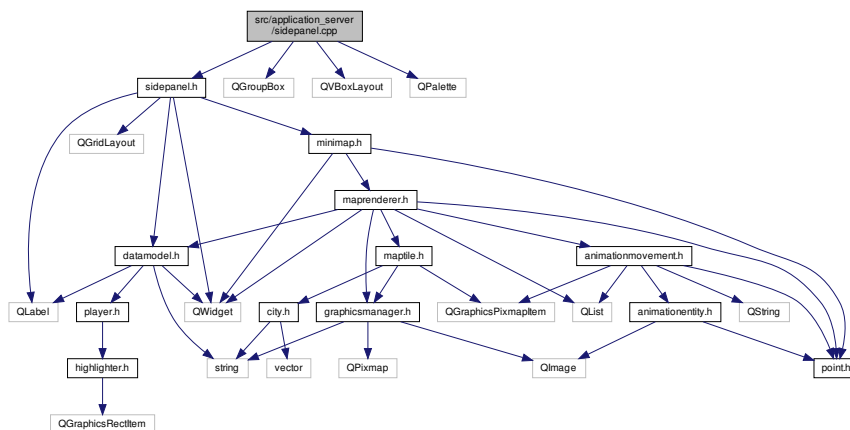 src/application_server
/sidepanel.cpp
sidepanel.h
QGroupBox
QVBoxLayout
QPalette
QGridLayout
minimap.h
maprenderer.h
datamodel.h
maptile.h
animationmovement.h
QLabel
player.h
QWidget
city.h
graphicsmanager.h
QGraphicsPixmapItem
QList
animationentity.h
QString
highlighter.h
string
vector
QPixmap
QImage
point.h
QGraphicsRectItem